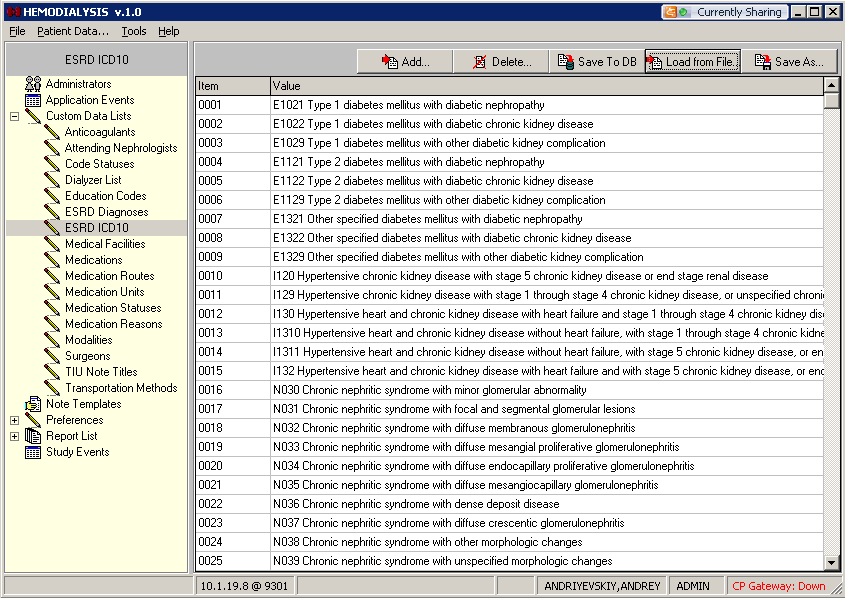 HEMODIALYSIS v.1.0
Currently Sharing
File Patient Data... Tools Help
ESRD ICD10
Add... Delete... Save To DB Load from File.. Save As...
Administrators
Application Events
Custom Data Lists
Anticoagulants
Attending Nephrologists
Code Statuses
Dialyzer List
Education Codes
ESRD Diagnoses
ESRD ICD10
Medical Facilities
Medications
Medication Routes
Medication Units
Medication Statuses
Medication Reasons
Modalities
Surgeons
TIU Note Titles
Transportation Methods
Note Templates
Preferences
Report List
Study Events
Item Value
0001 E1021 Type 1 diabetes mellitus with diabetic nephropathy
0002 E1022 Type 1 diabetes mellitus with diabetic chronic kidney disease
0003 E1029 Type 1 diabetes mellitus with other diabetic kidney complication
0004 E1121 Type 2 diabetes mellitus with diabetic nephropathy
0005 E1122 Type 2 diabetes mellitus with diabetic chronic kidney disease
0006 E1129 Type 2 diabetes mellitus with other diabetic kidney complication
0007 E1321 Other specified diabetes mellitus with diabetic nephropathy
0008 E1322 Other specified diabetes mellitus with diabetic chronic kidney disease
0009 E1329 Other specified diabetes mellitus with other diabetic kidney complication
0010 I120 Hypertensive chronic kidney disease with stage 5 chronic kidney disease or end stage renal disease
0011 I129 Hypertensive chronic kidney disease with stage 1 through stage 4 chronic kidney disease, or unspecified chroni
0012 I130 Hypertensive heart and chronic kidney disease with heart failure and stage 1 through stage 4 chronic kidney dis
0013 I1310 Hypertensive heart and chronic kidney disease without heart failure, with stage 1 through stage 4 chronic kidne
0014 I1311 Hypertensive heart and chronic kidney disease without heart failure, with stage 5 chronic kidney disease, or en
0015 I132 Hypertensive heart and chronic kidney disease with heart failure and with stage 5 chronic kidney disease, or end
0016 N030 Chronic nephritic syndrome with minor glomerular abnormality
0017 N031 Chronic nephritic syndrome with focal and segmental glomerular lesions
0018 N032 Chronic nephritic syndrome with diffuse membranous glomerulonephritis
0019 N033 Chronic nephritic syndrome with diffuse mesangial proliferative glomerulonephritis
0020 N034 Chronic nephritic syndrome with diffuse endocapillary proliferative glomerulonephritis
0021 N035 Chronic nephritic syndrome with diffuse mesangiocapillary glomerulonephritis
0022 N036 Chronic nephritic syndrome with dense deposit disease
0023 N037 Chronic nephritic syndrome with diffuse crescentic glomerulonephritis
0024 N038 Chronic nephritic syndrome with other morphologic changes
0025 N039 Chronic nephritic syndrome with unspecified morphologic changes
10.1.19.8 @ 9301 ANDRIYEVSKIY,ANDREY ADMIN CP Gateway: Down